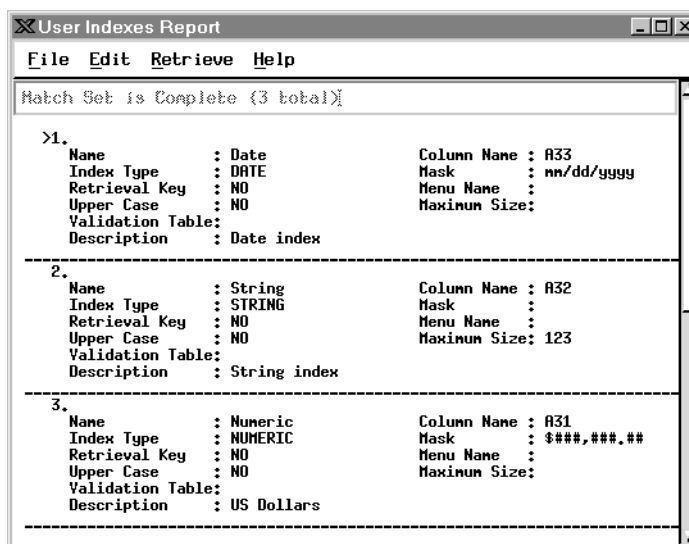 User Indexes Report
File Edit Retrieve Help
Match Set is Complete (3 total)
>1.
Name : Date Column Name : A33
Index Type : DATE Mask : mm/dd/yyyy
Retrieval Key : NO Menu Name :
Upper Case : NO Maximum Size:
Validation Table:
Description : Date index
2.
Name : String Column Name : A32
Index Type : STRING Mask :
Retrieval Key : NO Menu Name :
Upper Case : NO Maximum Size: 123
Validation Table:
Description : String index
3.
Name : Numeric Column Name : A31
Index Type : NUMERIC Mask : $###,###.##
Retrieval Key : NO Menu Name :
Upper Case : NO Maximum Size:
Validation Table:
Description : US Dollars